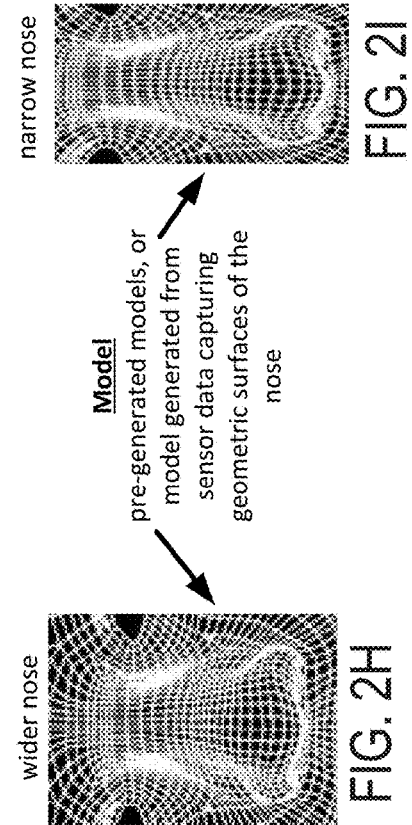 wider nose
FIG. 2H
Model
pre-generated models, or
model generated from
sensor data capturing
geometric surfaces of the
nose
narrow nose
FIG. 2I